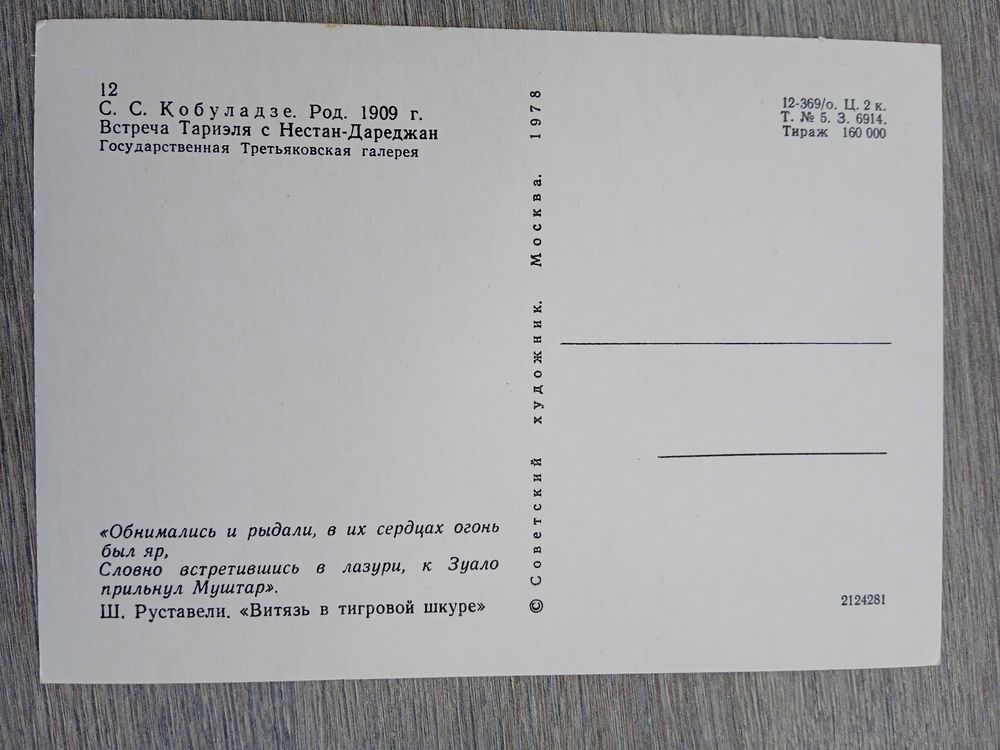 12
С. С. Кобуладзе. Род. 1909 г.
Встреча Тариэля с Нестан-Дареджан
Государственная Третьяковская галерея
«Обнимались и рыдали, в их сердцах огонь
был яр,
Словно встретившись в лазури, к Зуало
прильнул Муштар».
Ш. Руставели. «Витязь в тигровой шкуре»
© Советский художник. Москва. 1978
12-369/о. Ц. 2 к.
Т. № 5. З. 6914.
Тираж 160 000
2124281